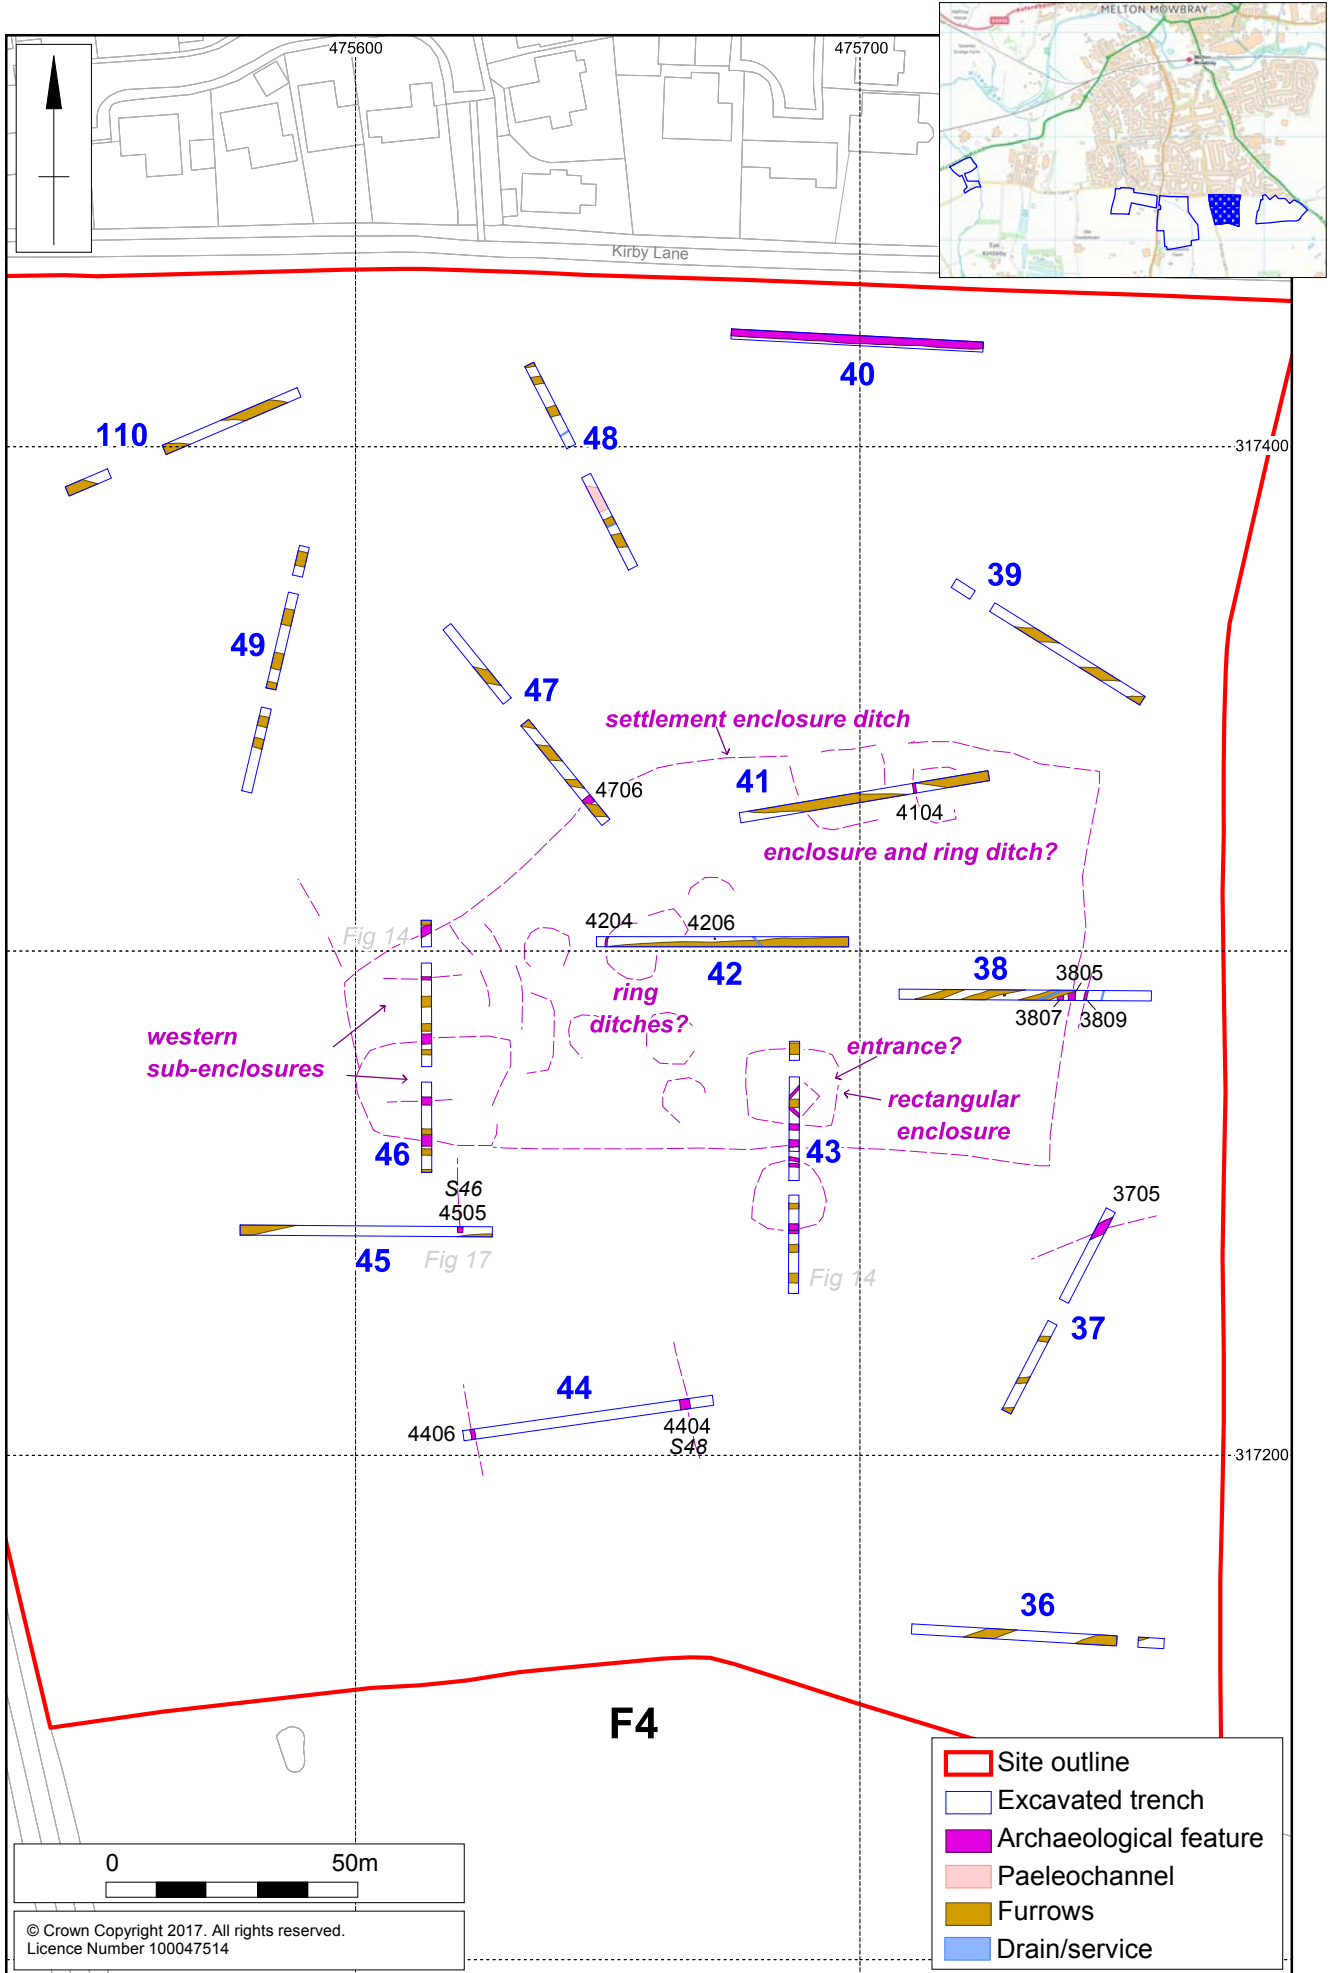 MELTON MOWBRAY
Melton
Mowbray
475600
475700
Kirby Lane
40
110
48
317400
39
49
47
settlement enclosure ditch
41
4706
4104
enclosure and ring ditch?
Fig 14
4204
4206
42
38
3805
3807
3809
ring
ditches?
western
sub-enclosures
entrance?
rectangular
enclosure
46
43
S46
4505
3705
45
Fig 17
Fig 14
37
44
4406
4404
S48
317200
36
F4
Site outline
Excavated trench
Archaeological feature
Paeleochannel
Furrows
Drain/service
0 50m
© Crown Copyright 2017. All rights reserved.
Licence Number 100047514